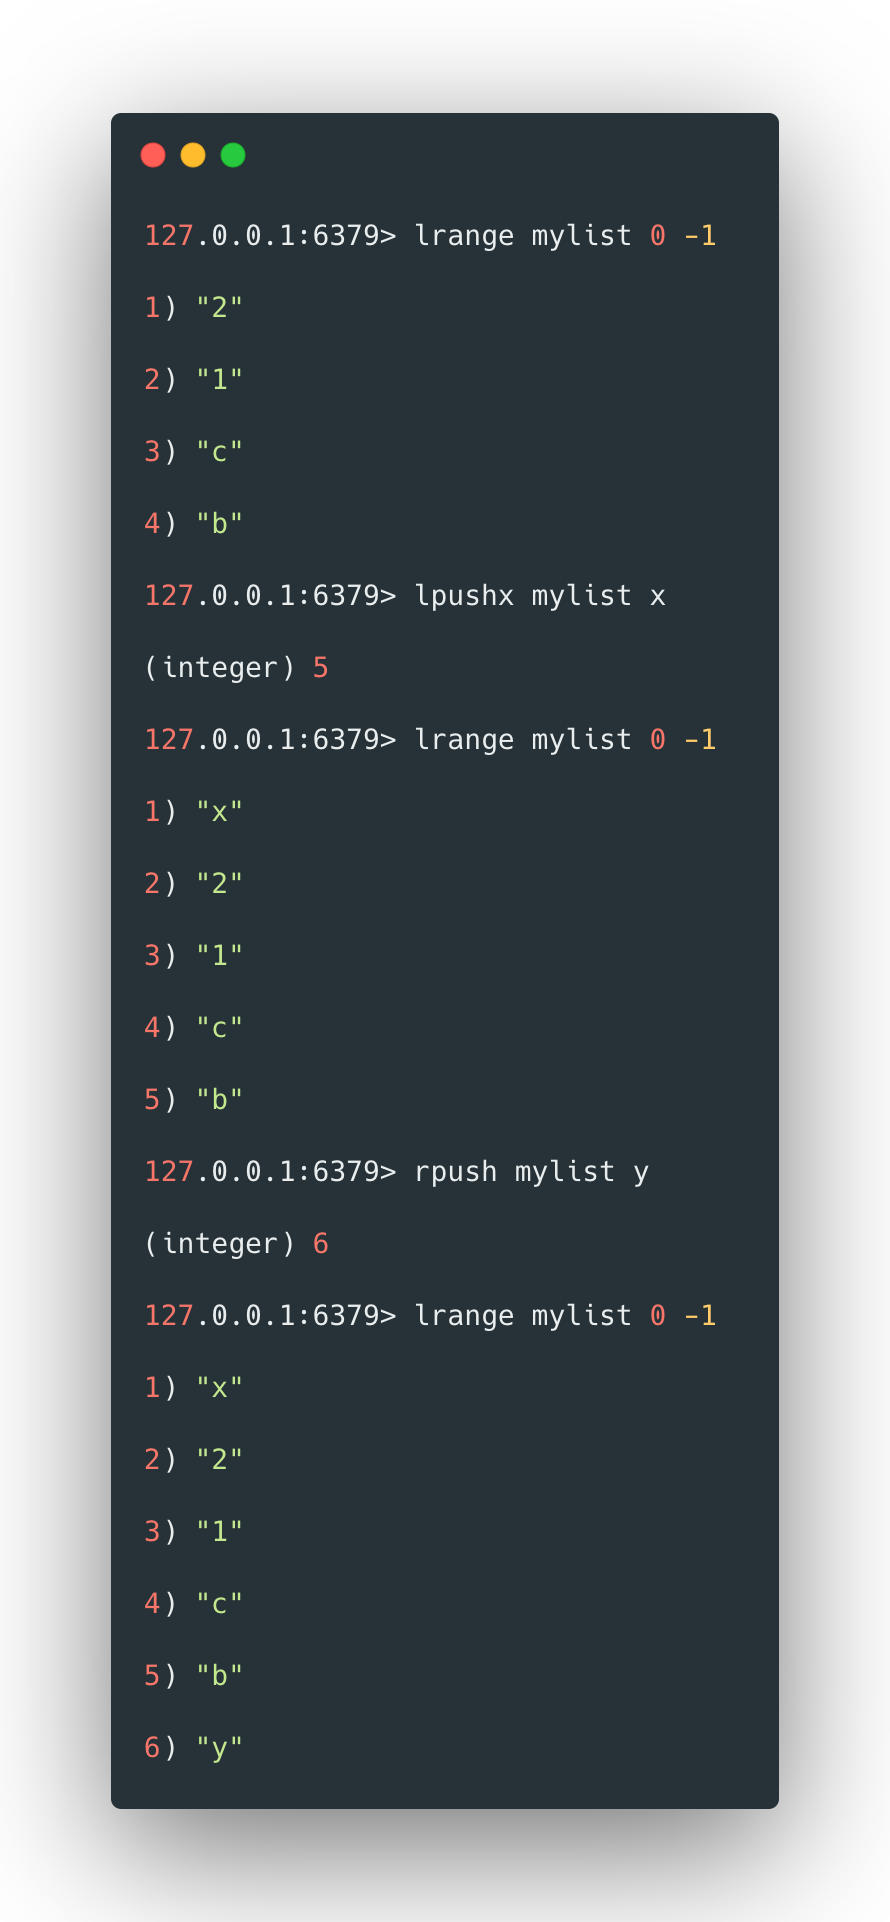 127.0.0.1:6379> lrange mylist 0 -1
1) "2"
2) "1"
3) "c"
4) "b"
127.0.0.1:6379> lpushx mylist x
(integer) 5
127.0.0.1:6379> lrange mylist 0 -1
1) "x"
2) "2"
3) "1"
4) "c"
5) "b"
127.0.0.1:6379> rpush mylist y
(integer) 6
127.0.0.1:6379> lrange mylist 0 -1
1) "x"
2) "2"
3) "1"
4) "c"
5) "b"
6) "y"